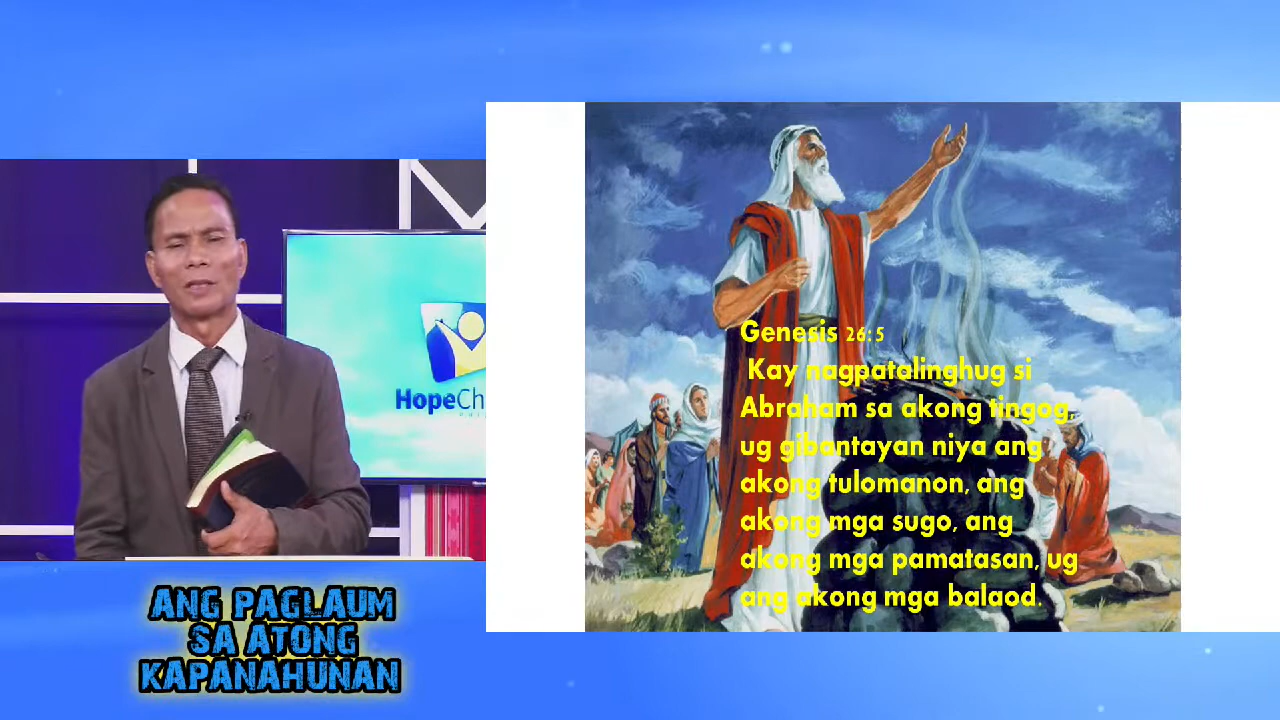 HopeCh
Genesis 26:5
Kay nagpatalinghug si
Abraham sa akong tingog,
ug gibantayan niya ang
akong tulomanon, ang
akong mga sugo, ang
akong mga pamatasan, ug
ang akong mga balaod.
ANG PAGLAUM
SA ATONG
KAPANAHUNAN